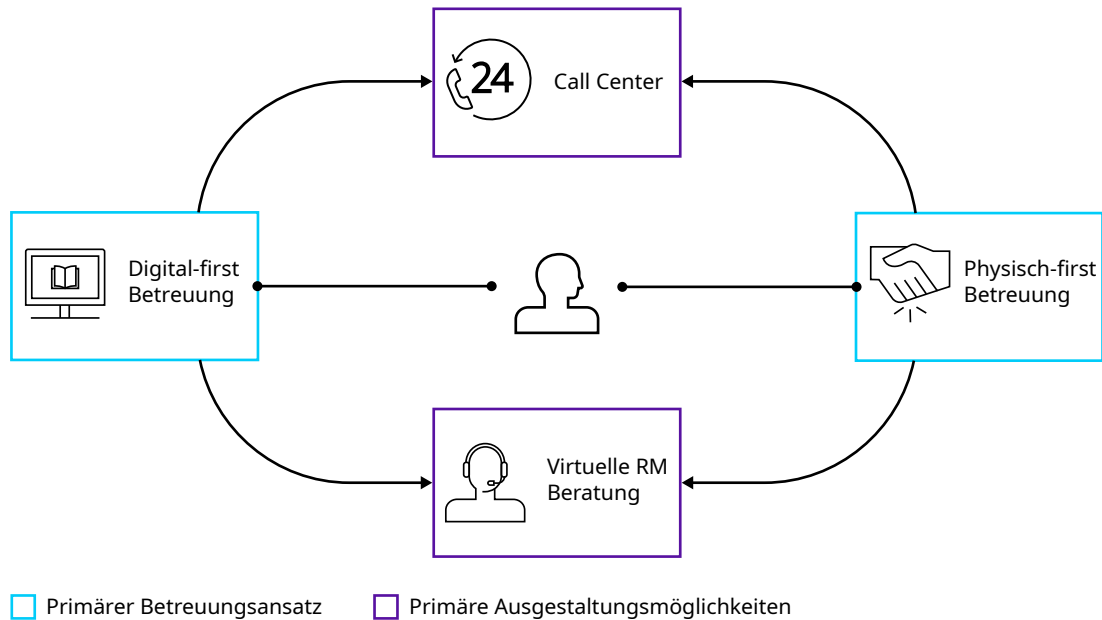 24
Call Center
Digital-first
Betreuung
Physisch-first
Betreuung
Virtuelle RM
Beratung
Primärer Betreuungsansatz
Primäre Ausgestaltungsmöglichkeiten